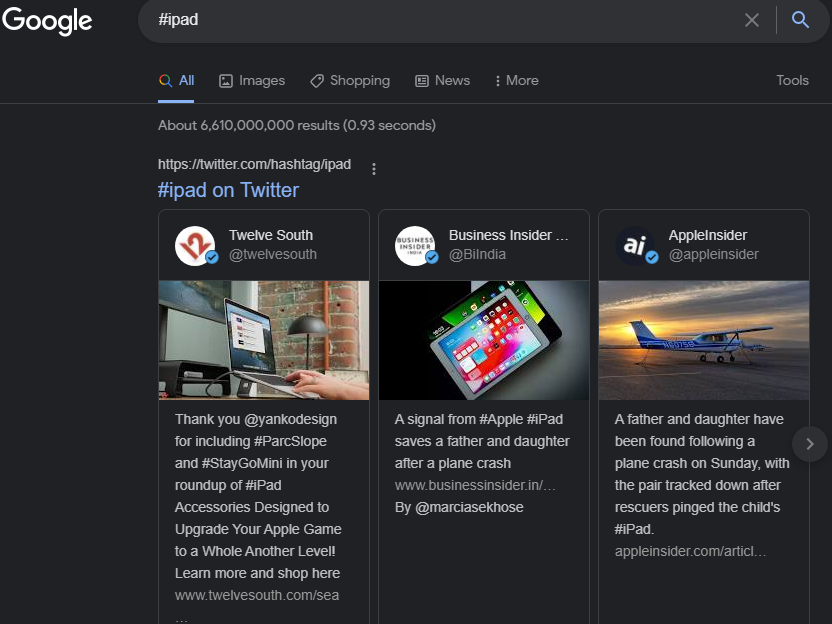 Google
#ipad
All
Images
Shopping
News
More
Tools
About 6,610,000,000 results (0.93 seconds)
https://twitter.com/hashtag/ipad
#ipad on Twitter
Twelve South
@twelvesouth
Thank you @yankodesign
for including #ParcSlope
and #StayGoMini in your
roundup of #iPad
Accessories Designed to
Upgrade Your Apple Game
to a Whole Another Level!
Learn more and shop here
www.twelvesouth.com/sea
...
BUSINESS
INSIDER
INDIA
Business Insider ...
@BiIndia
A signal from #Apple #iPad
saves a father and daughter
after a plane crash
www.businessinsider.in/...
By @marciasekhose
ai
AppleInsider
@appleinsider
N50759
A father and daughter have
been found following a
plane crash on Sunday, with
the pair tracked down after
rescuers pinged the child's
#iPad.
appleinsider.com/articl...